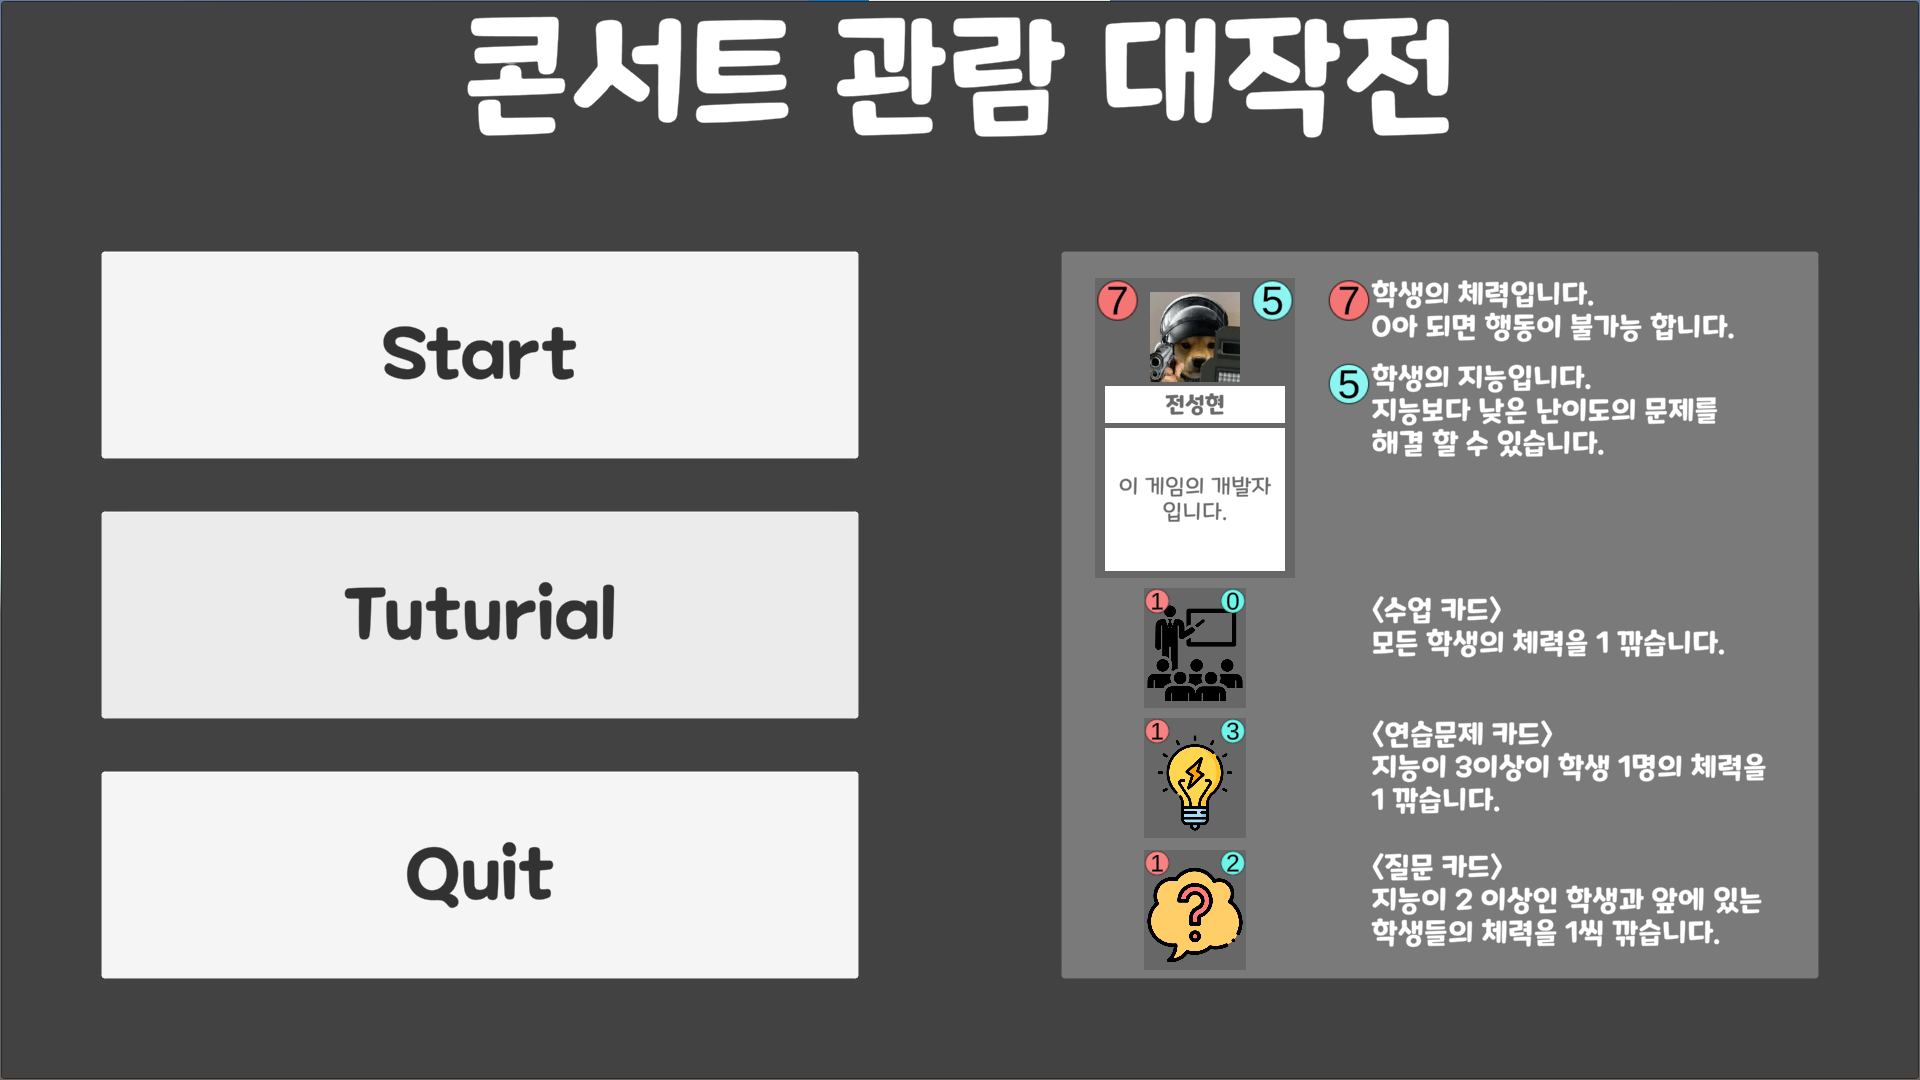 콘서트 관람 대작전
Start
Tuturial
Quit
7
5
전성현
이 게임의 개발자
입니다.
7
학생의 체력입니다.
0아 되면 행동이 불가능 합니다.
5
학생의 지능입니다.
지능보다 낮은 난이도의 문제를
해결 할 수 있습니다.
1
0
<수업 카드>
모든 학생의 체력을 1 깎습니다.
1
3
<연습문제 카드>
지능이 3이상이 학생 1명의 체력을
1 깎습니다.
1
2
<질문 카드>
지능이 2 이상인 학생과 앞에 있는
학생들의 체력을 1씩 깎습니다.